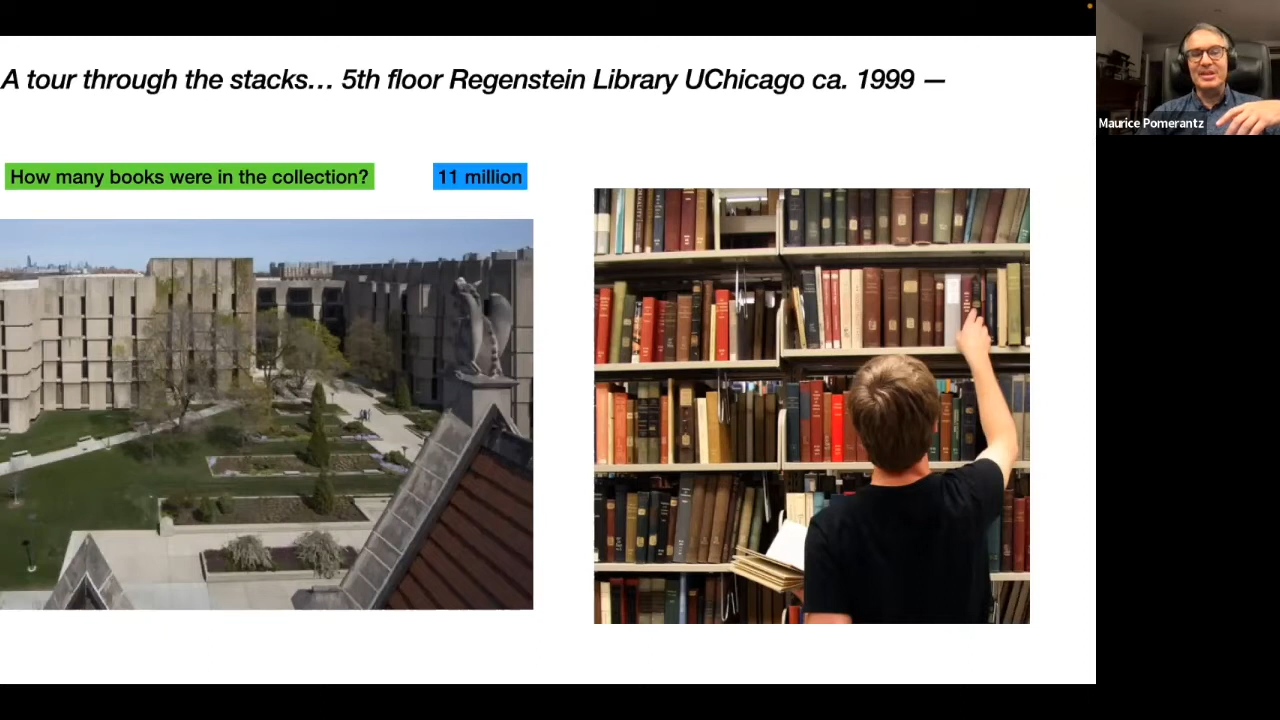 A tour through the stacks... 5th floor Regenstein Library UChicago ca. 1999 —
How many books were in the collection?
11 million
Maurice Pomerantz